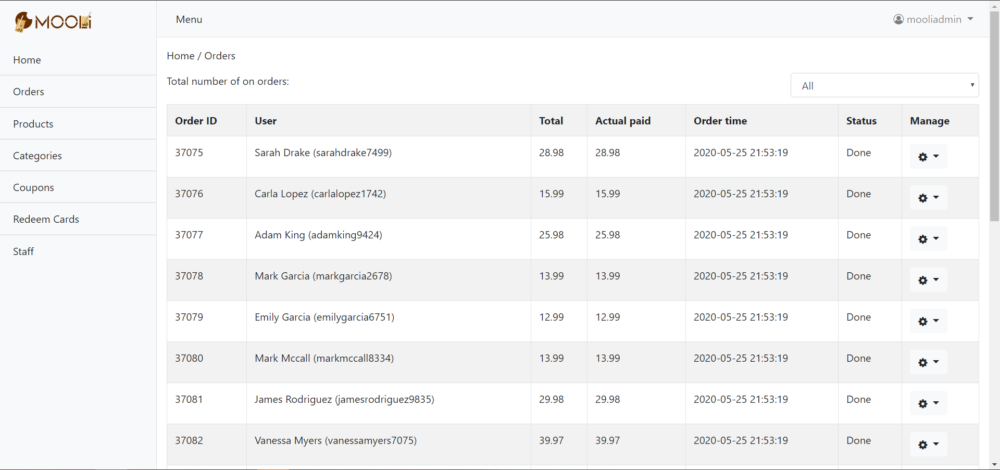 MOOLi
Menu
mooliadmin
Home
Orders
Products
Categories
Coupons
Redeem Cards
Staff
Home / Orders
Total number of on orders:
All
Order ID User Total Actual paid Order time Status Manage
37075 Sarah Drake (sarahdrake7499) 28.98 28.98 2020-05-25 21:53:19 Done
37076 Carla Lopez (carlalopez1742) 15.99 15.99 2020-05-25 21:53:19 Done
37077 Adam King (adamking9424) 25.98 25.98 2020-05-25 21:53:19 Done
37078 Mark Garcia (markgarcia2678) 13.99 13.99 2020-05-25 21:53:19 Done
37079 Emily Garcia (emilygarcia6751) 12.99 12.99 2020-05-25 21:53:19 Done
37080 Mark Mccall (markmccall8334) 13.99 13.99 2020-05-25 21:53:19 Done
37081 James Rodriguez (jamesrodriguez9835) 29.98 29.98 2020-05-25 21:53:19 Done
37082 Vanessa Myers (vanessamyers7075) 39.97 39.97 2020-05-25 21:53:19 Done